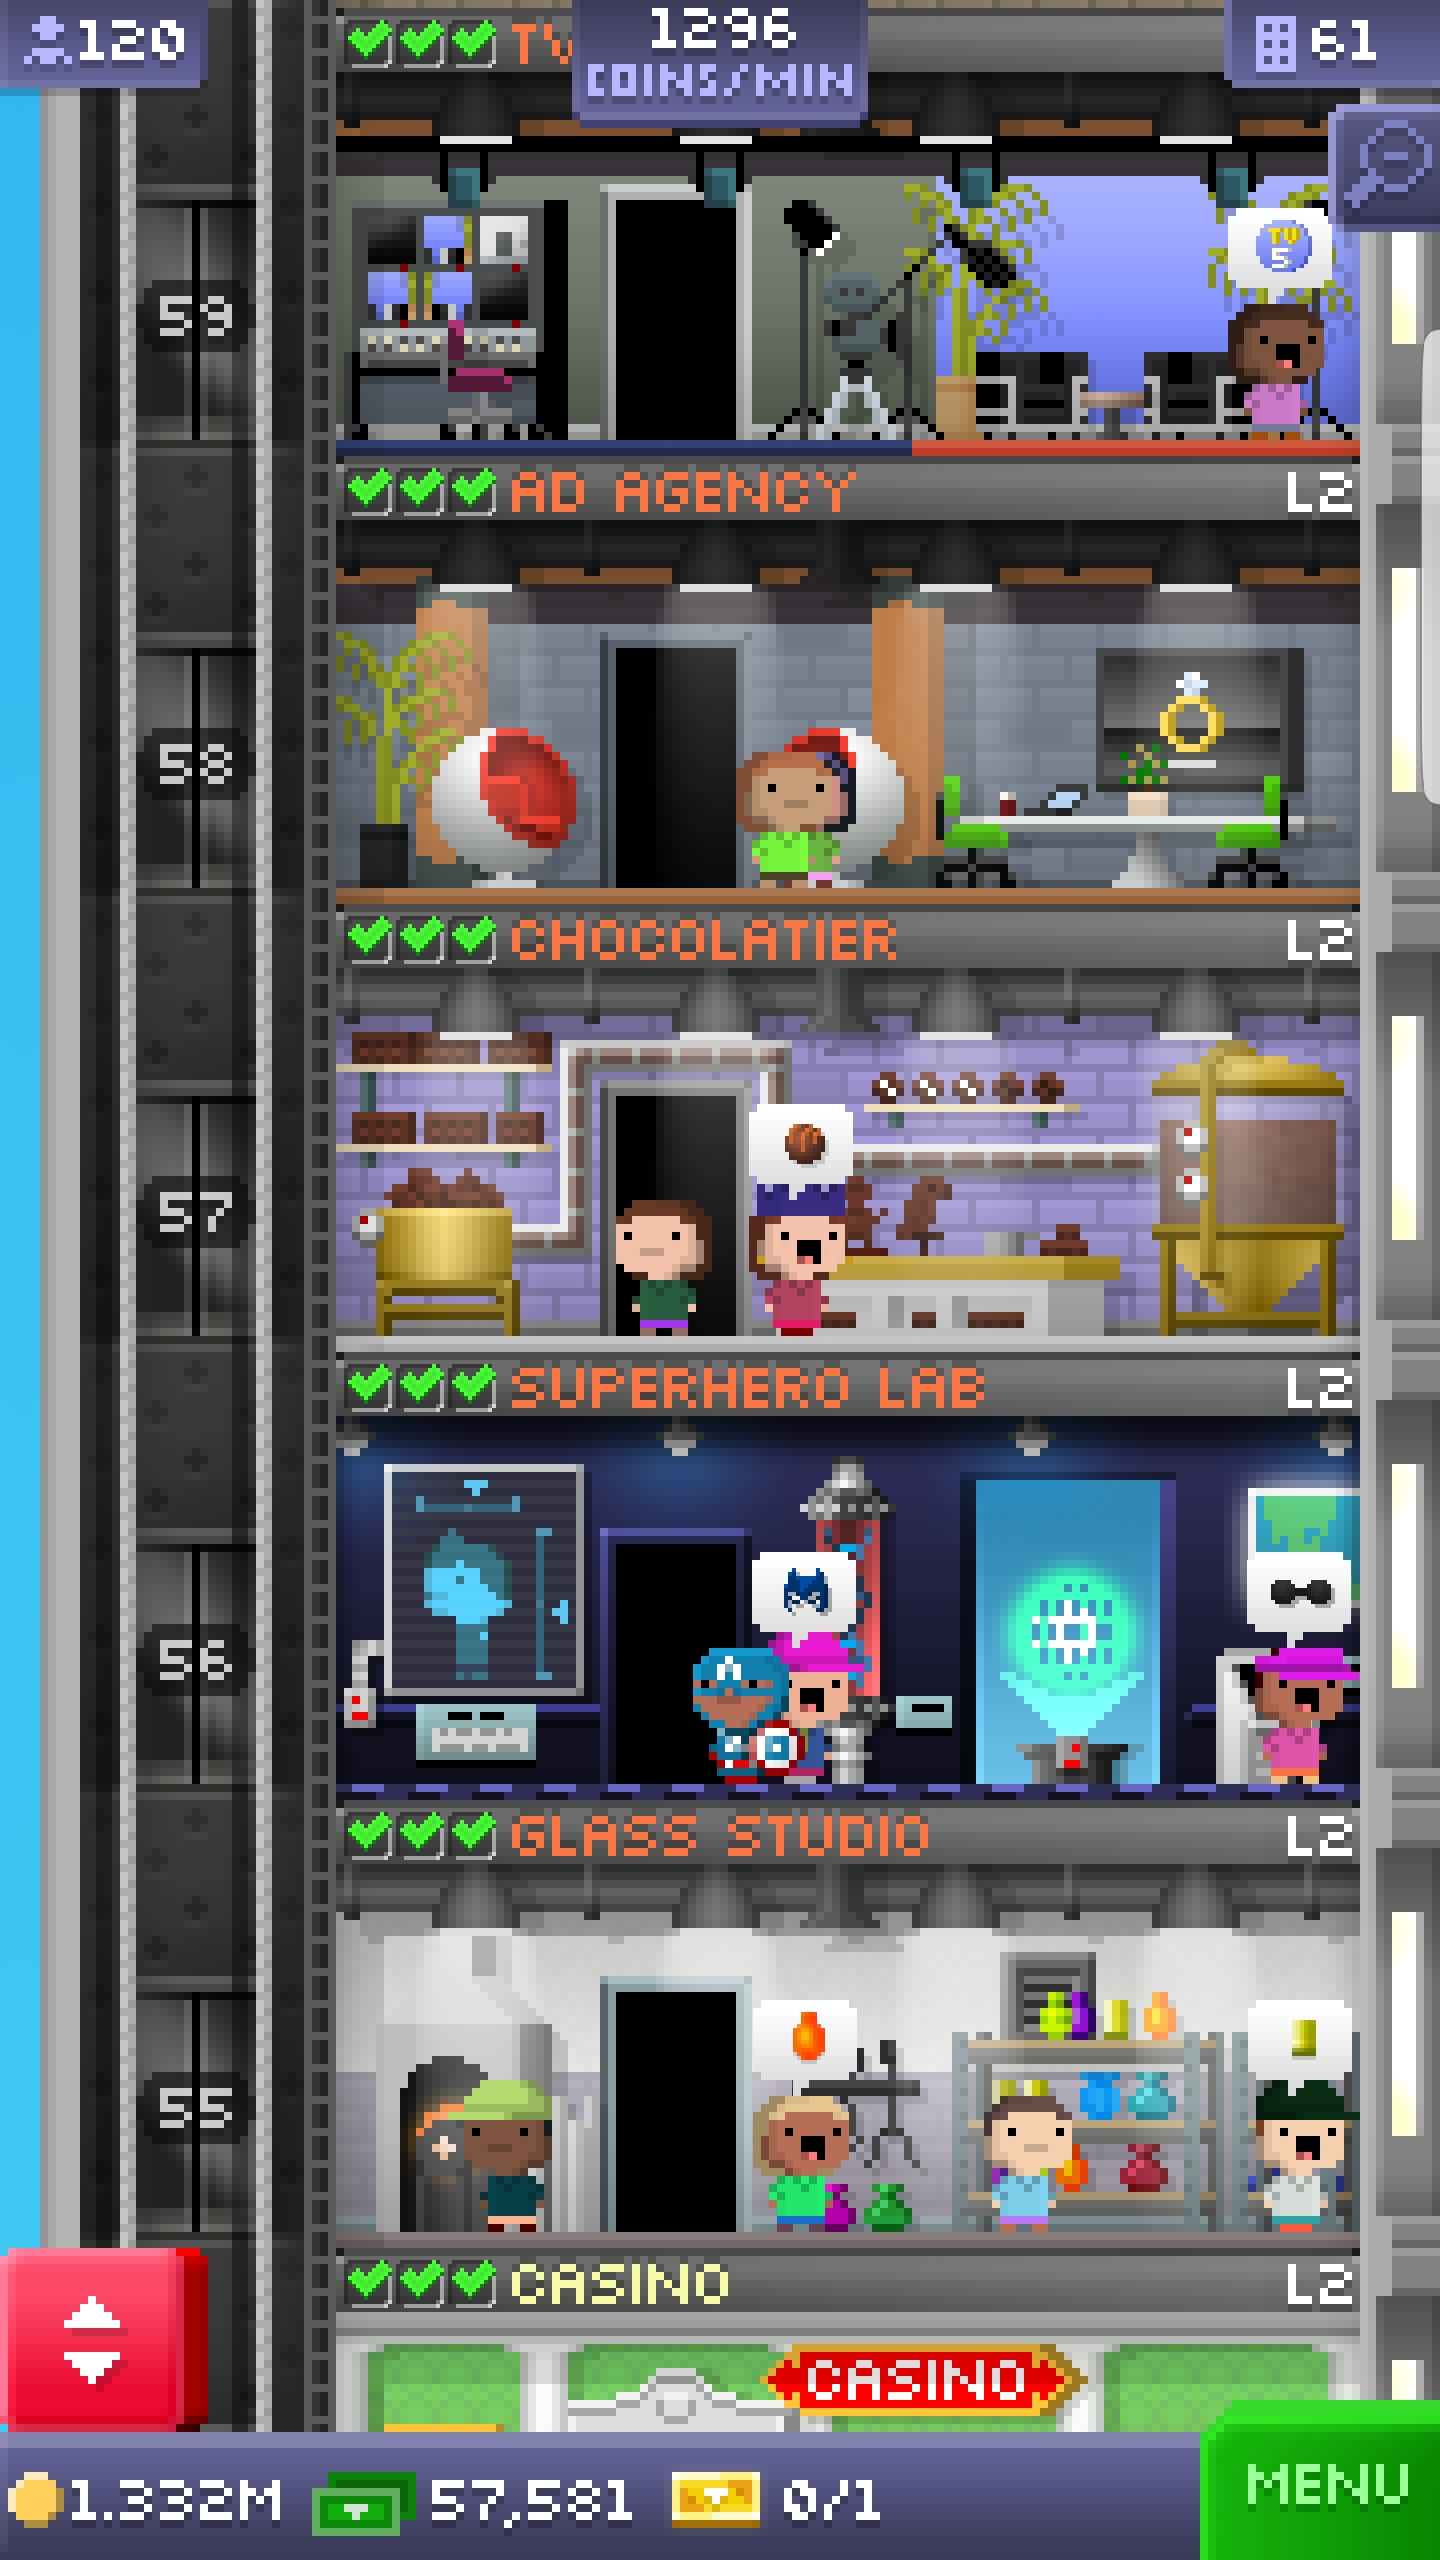 120
1296
COINS/MIN
61
TV
TV
5
59
AD AGENCY L2
58
CHOCOLATIER L2
57
SUPERHERO LAB L2
A
56
GLASS STUDIO L2
55
CASINO L2
CASINO
1.332M 57,581 0/1
MENU